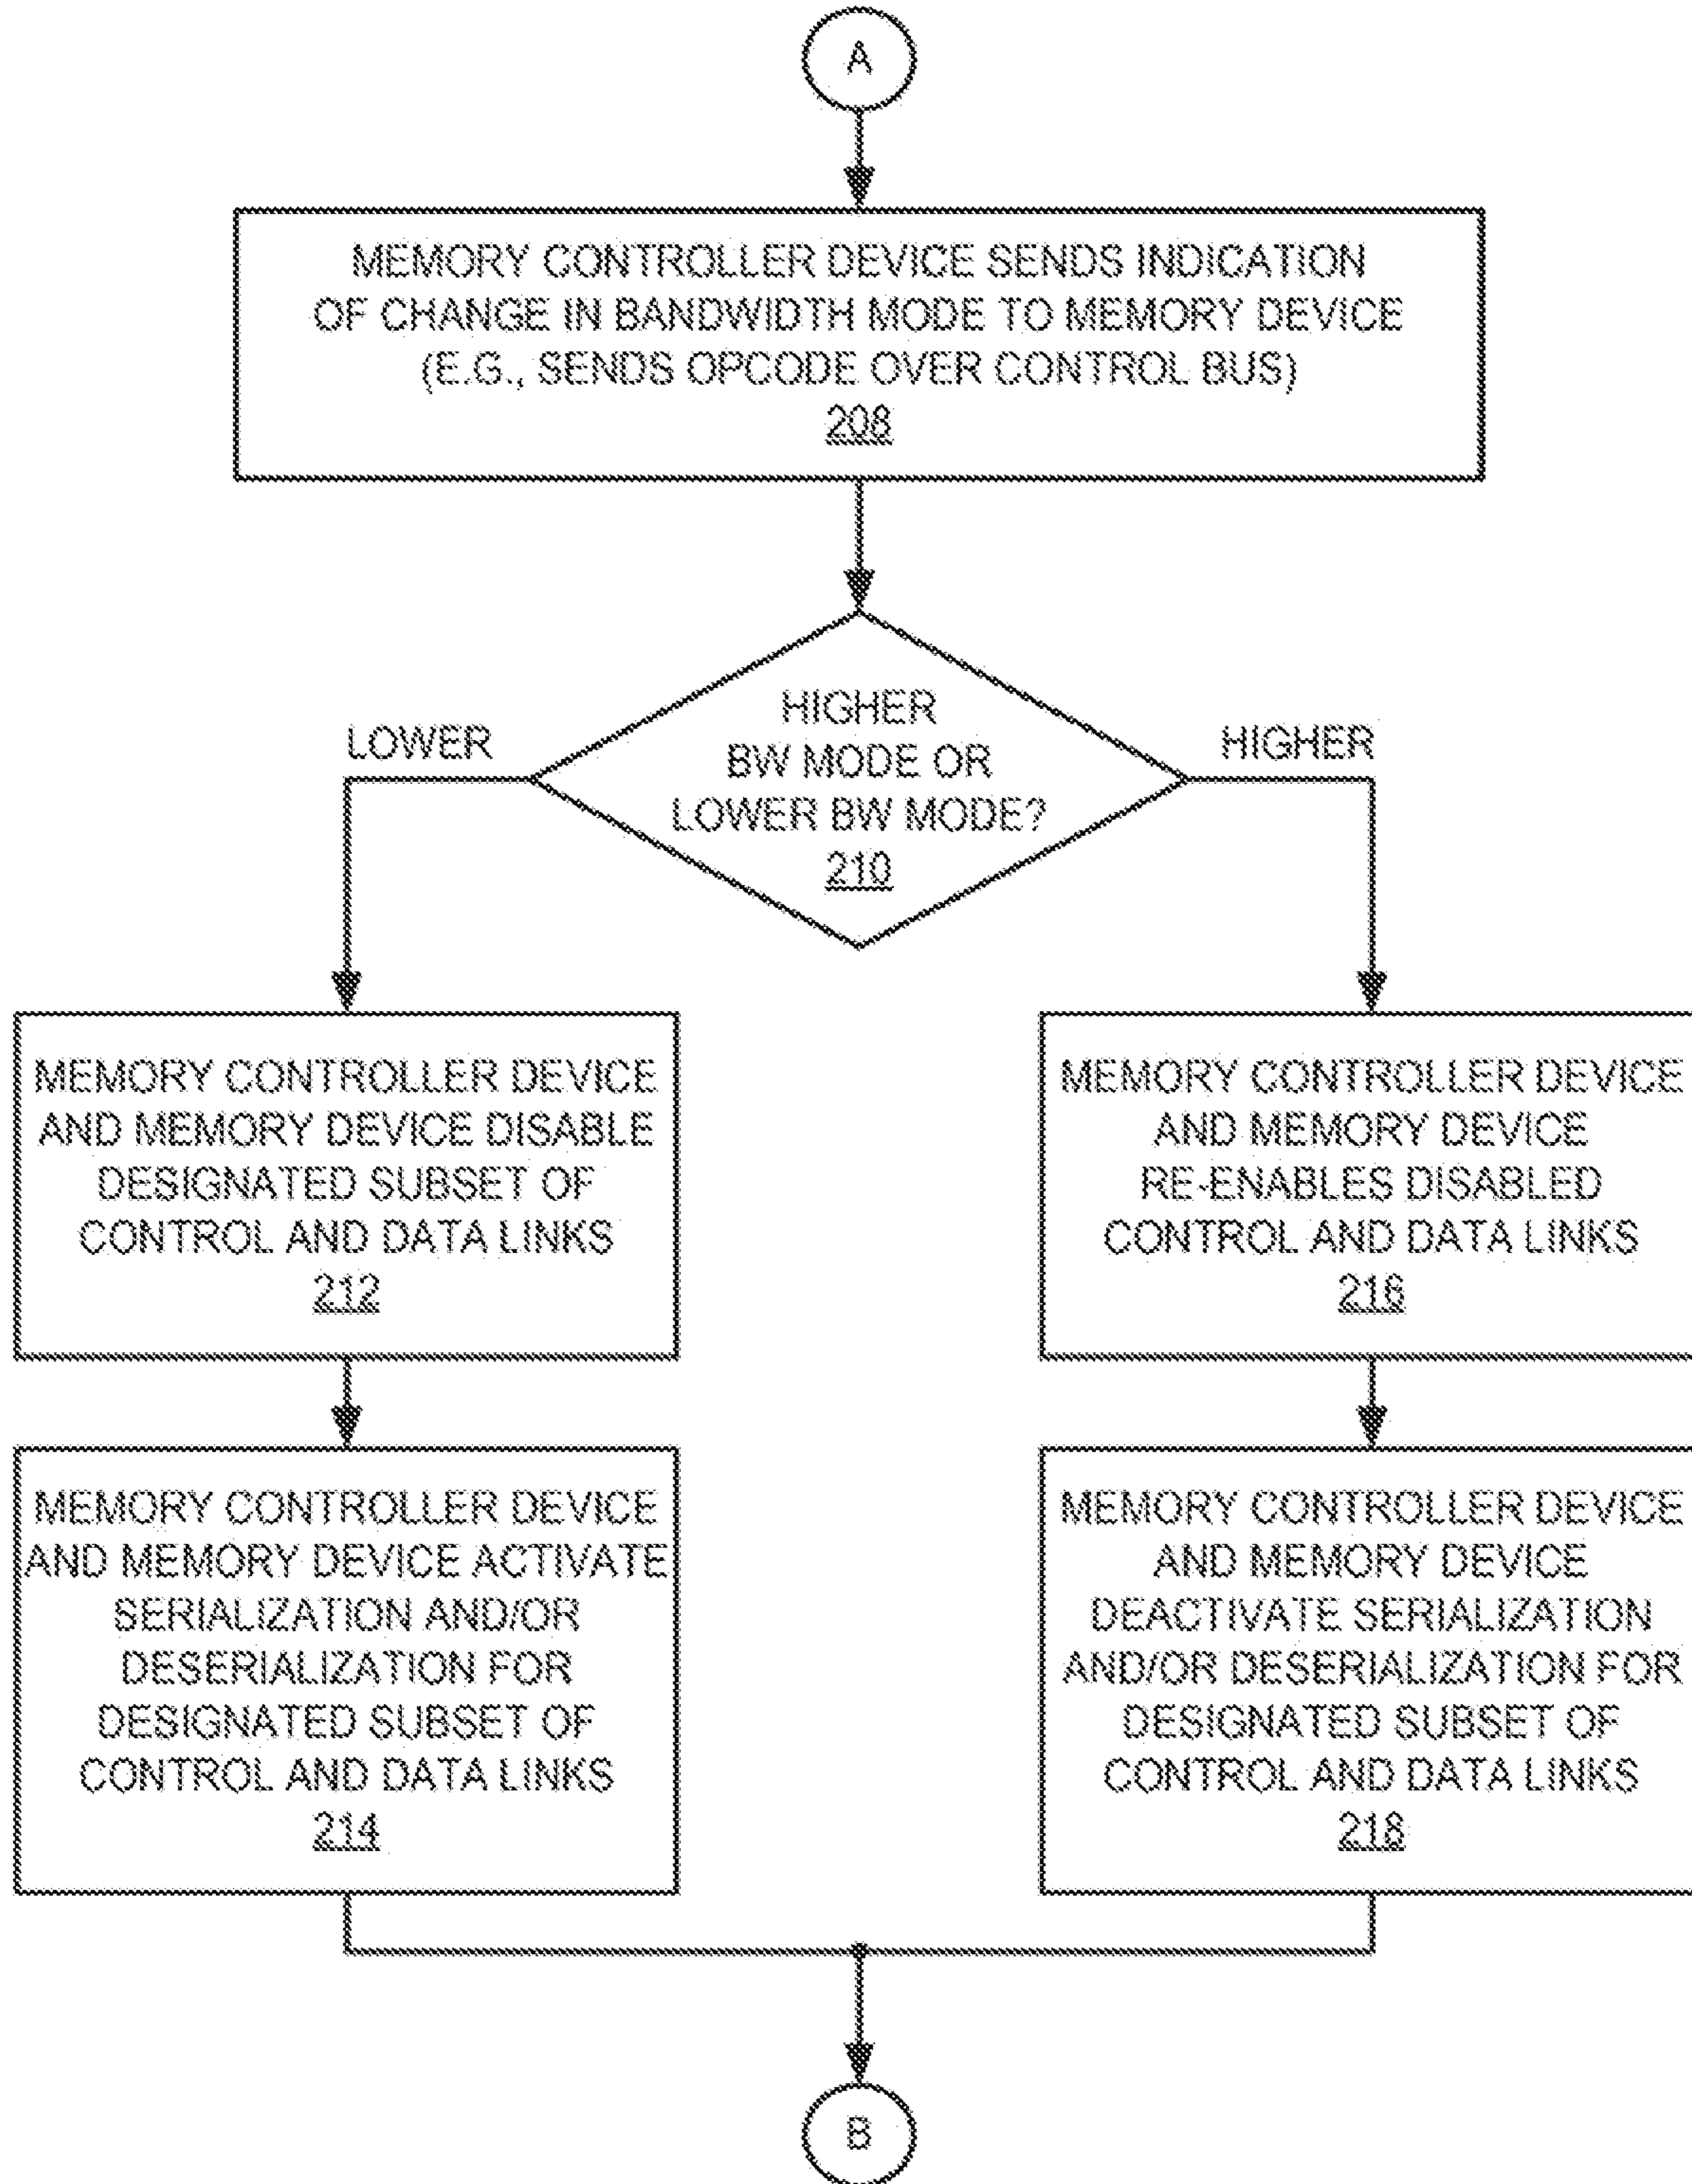 A
MEMORY CONTROLLER DEVICE SENDS INDICATION
OF CHANGE IN BANDWIDTH MODE TO MEMORY DEVICE
(E.G., SENDS OPCODE OVER CONTROL BUS)
208
HIGHER
BW MODE OR
LOWER BW MODE?
210
LOWER
HIGHER
MEMORY CONTROLLER DEVICE
AND MEMORY DEVICE DISABLE
DESIGNATED SUBSET OF
CONTROL AND DATA LINKS
212
MEMORY CONTROLLER DEVICE
AND MEMORY DEVICE
RE-ENABLES DISABLED
CONTROL AND DATA LINKS
216
MEMORY CONTROLLER DEVICE
AND MEMORY DEVICE ACTIVATE
SERIALIZATION AND/OR
DESERIALIZATION FOR
DESIGNATED SUBSET OF
CONTROL AND DATA LINKS
214
MEMORY CONTROLLER DEVICE
AND MEMORY DEVICE
DEACTIVATE SERIALIZATION
AND/OR DESERIALIZATION FOR
DESIGNATED SUBSET OF
CONTROL AND DATA LINKS
218
B